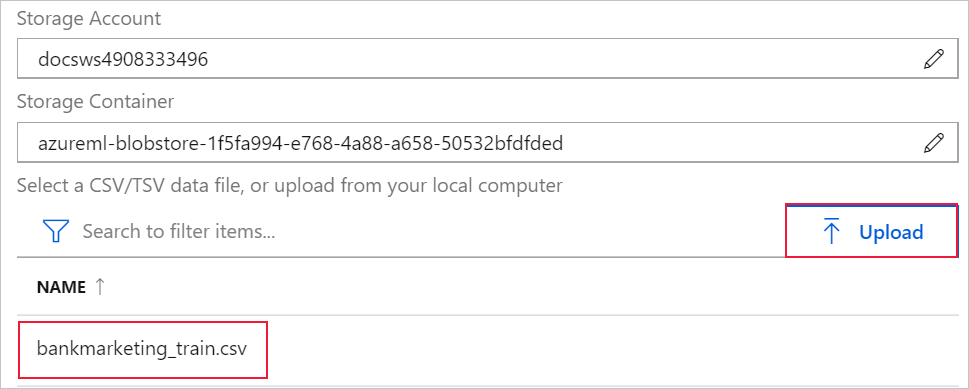 Storage Account
docsws4908333496
Storage Container
azureml-blobstore-1f5fa994-e768-4a88-a658-50532bfdfded
Select a CSV/TSV data file, or upload from your local computer
Search to filter items...
Upload
NAME ↑
bankmarketing_train.csv